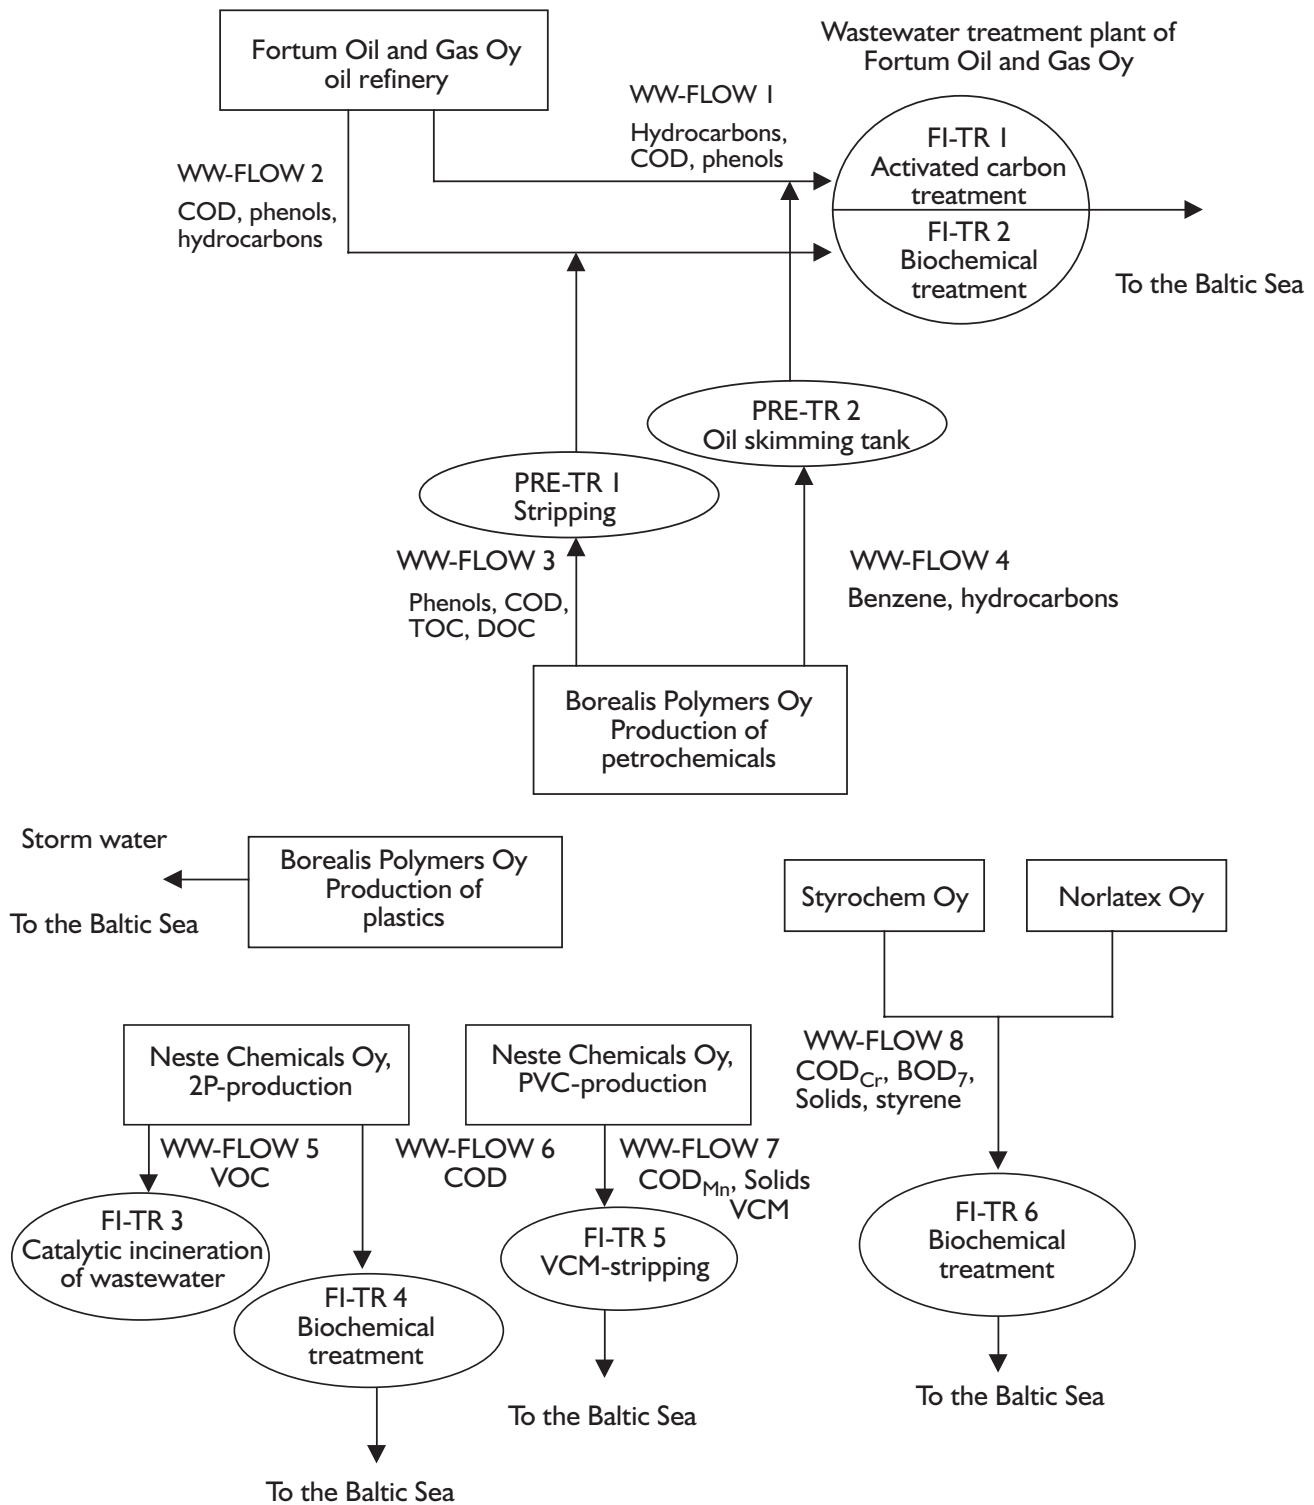 Fortum Oil and Gas Oy
oil refinery
Wastewater treatment plant of
Fortum Oil and Gas Oy
WW-FLOW 1
Hydrocarbons,
COD, phenols
WW-FLOW 2
COD, phenols,
hydrocarbons
FI-TR 1
Activated carbon
treatment
FI-TR 2
Biochemical
treatment
To the Baltic Sea
PRE-TR 2
Oil skimming tank
PRE-TR 1
Stripping
WW-FLOW 3
Phenols, COD,
TOC, DOC
WW-FLOW 4
Benzene, hydrocarbons
Borealis Polymers Oy
Production of
petrochemicals
Storm water
To the Baltic Sea
Borealis Polymers Oy
Production of
plastics
Styrochem Oy
Norlatex Oy
Neste Chemicals Oy,
2P-production
Neste Chemicals Oy,
PVC-production
WW-FLOW 8
COD<sub>Cr</sub>, BOD<sub>7</sub>,
Solids, styrene
WW-FLOW 5
VOC
WW-FLOW 6
COD
WW-FLOW 7
COD<sub>Mn</sub>, Solids
VCM
FI-TR 3
Catalytic incineration
of wastewater
FI-TR 4
Biochemical
treatment
FI-TR 5
VCM-stripping
FI-TR 6
Biochemical
treatment
To the Baltic Sea
To the Baltic Sea
To the Baltic Sea